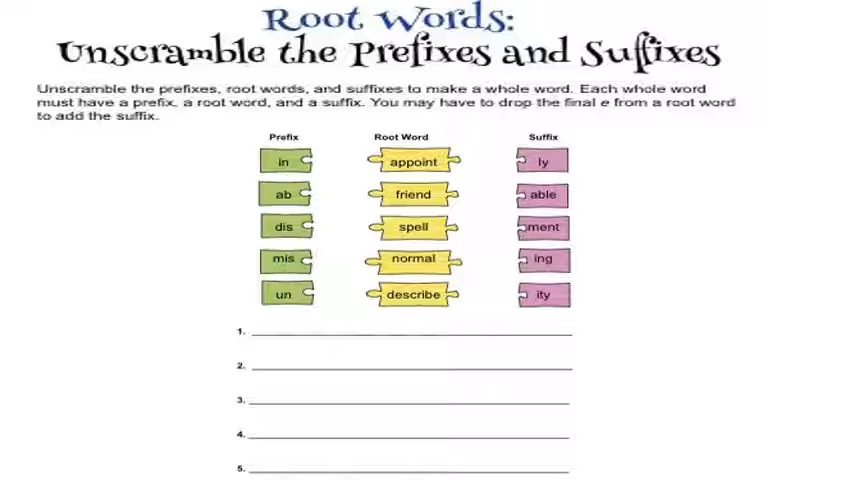 Root Words:
Unscramble the Prefixes and Suffixes
Unscramble the prefixes, root words, and suffixes to make a whole word. Each whole word
must have a prefix, a root word, and a suffix. You may have to drop the final e from a root word
to add the suffix.
Prefix Root Word Suffix
in appoint ly
ab friend able
dis spell ment
mis normal ing
un describe ity
1.
2.
3.
4.
5.